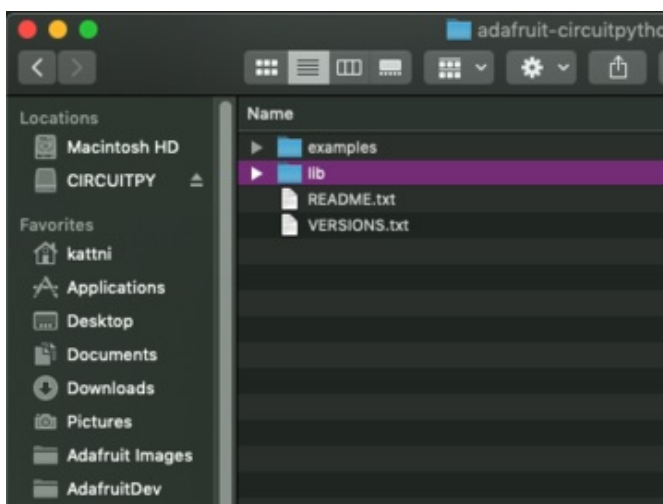 adafruit-circuitpytho
Locations
Macintosh HD
CIRCUITPY
Favorites
kattni
Applications
Desktop
Documents
Downloads
Pictures
Adafruit Images
AdafruitDev
Name
examples
lib
README.txt
VERSIONS.txt